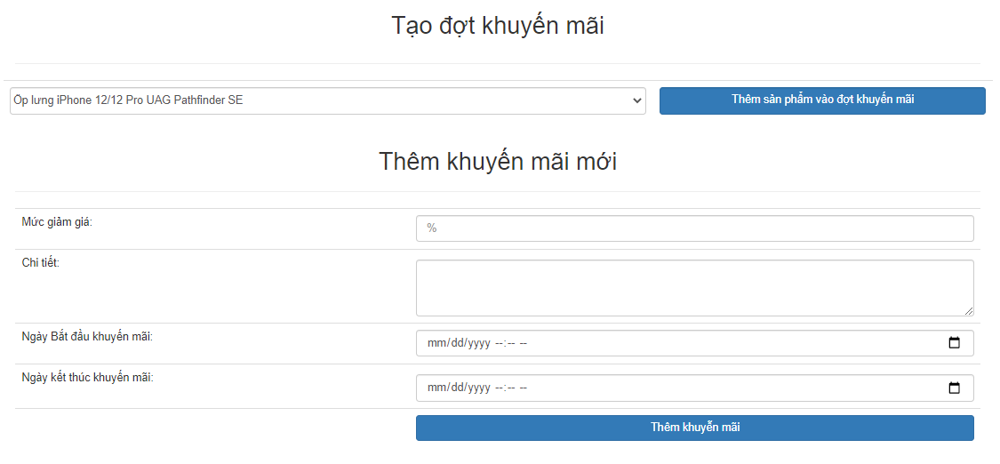 Tạo đợt khuyến mãi
Ốp lưng iPhone 12/12 Pro UAG Pathfinder SE
Thêm sản phẩm vào đợt khuyến mãi
Thêm khuyến mãi mới
Mức giảm giá:
%
Chi tiết:
Ngày Bắt đầu khuyến mãi:
mm/dd/yyyy --:-- --
Ngày kết thúc khuyến mãi:
mm/dd/yyyy --:-- --
Thêm khuyễn mãi